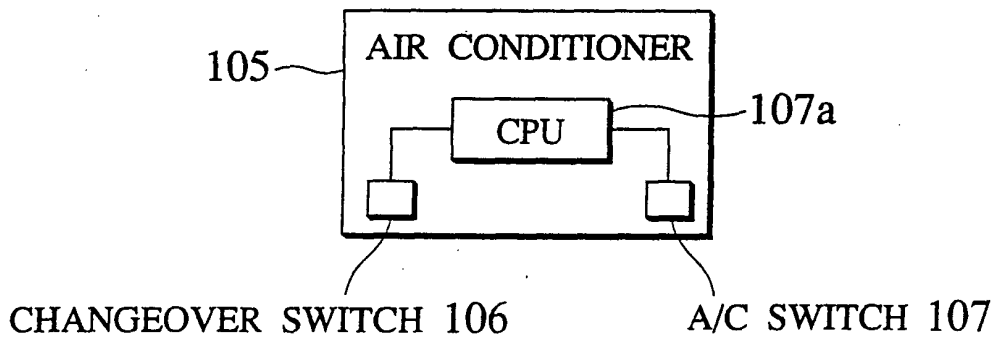 AIR CONDITIONER
105
107a
CPU
CHANGEOVER SWITCH 106
A/C SWITCH 107